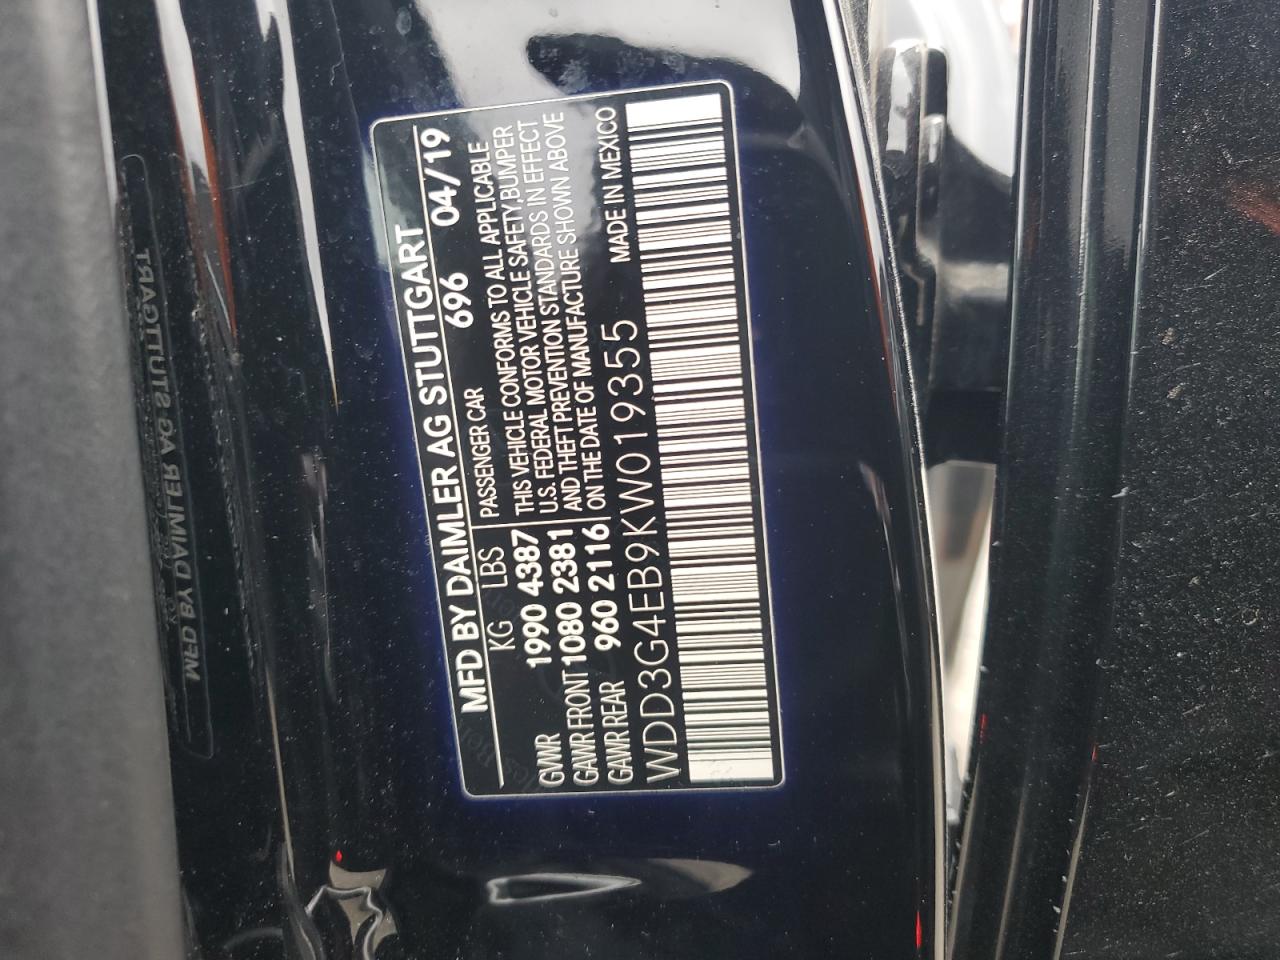 MFD BY DAIMLER AG STUTTGART
KG LBS 696 04/19
GVWR 1990 4387
GAWR FRONT 1080 2381
GAWR REAR 960 2116
PASSENGER CAR
THIS VEHICLE CONFORMS TO ALL APPLICABLE
U.S. FEDERAL MOTOR VEHICLE SAFETY, BUMPER
AND THEFT PREVENTION STANDARDS IN EFFECT
ON THE DATE OF MANUFACTURE SHOWN ABOVE
WDD3G4EB9KW019355 MADE IN MEXICO
MFD BY DAIMLER AG STUTTGART